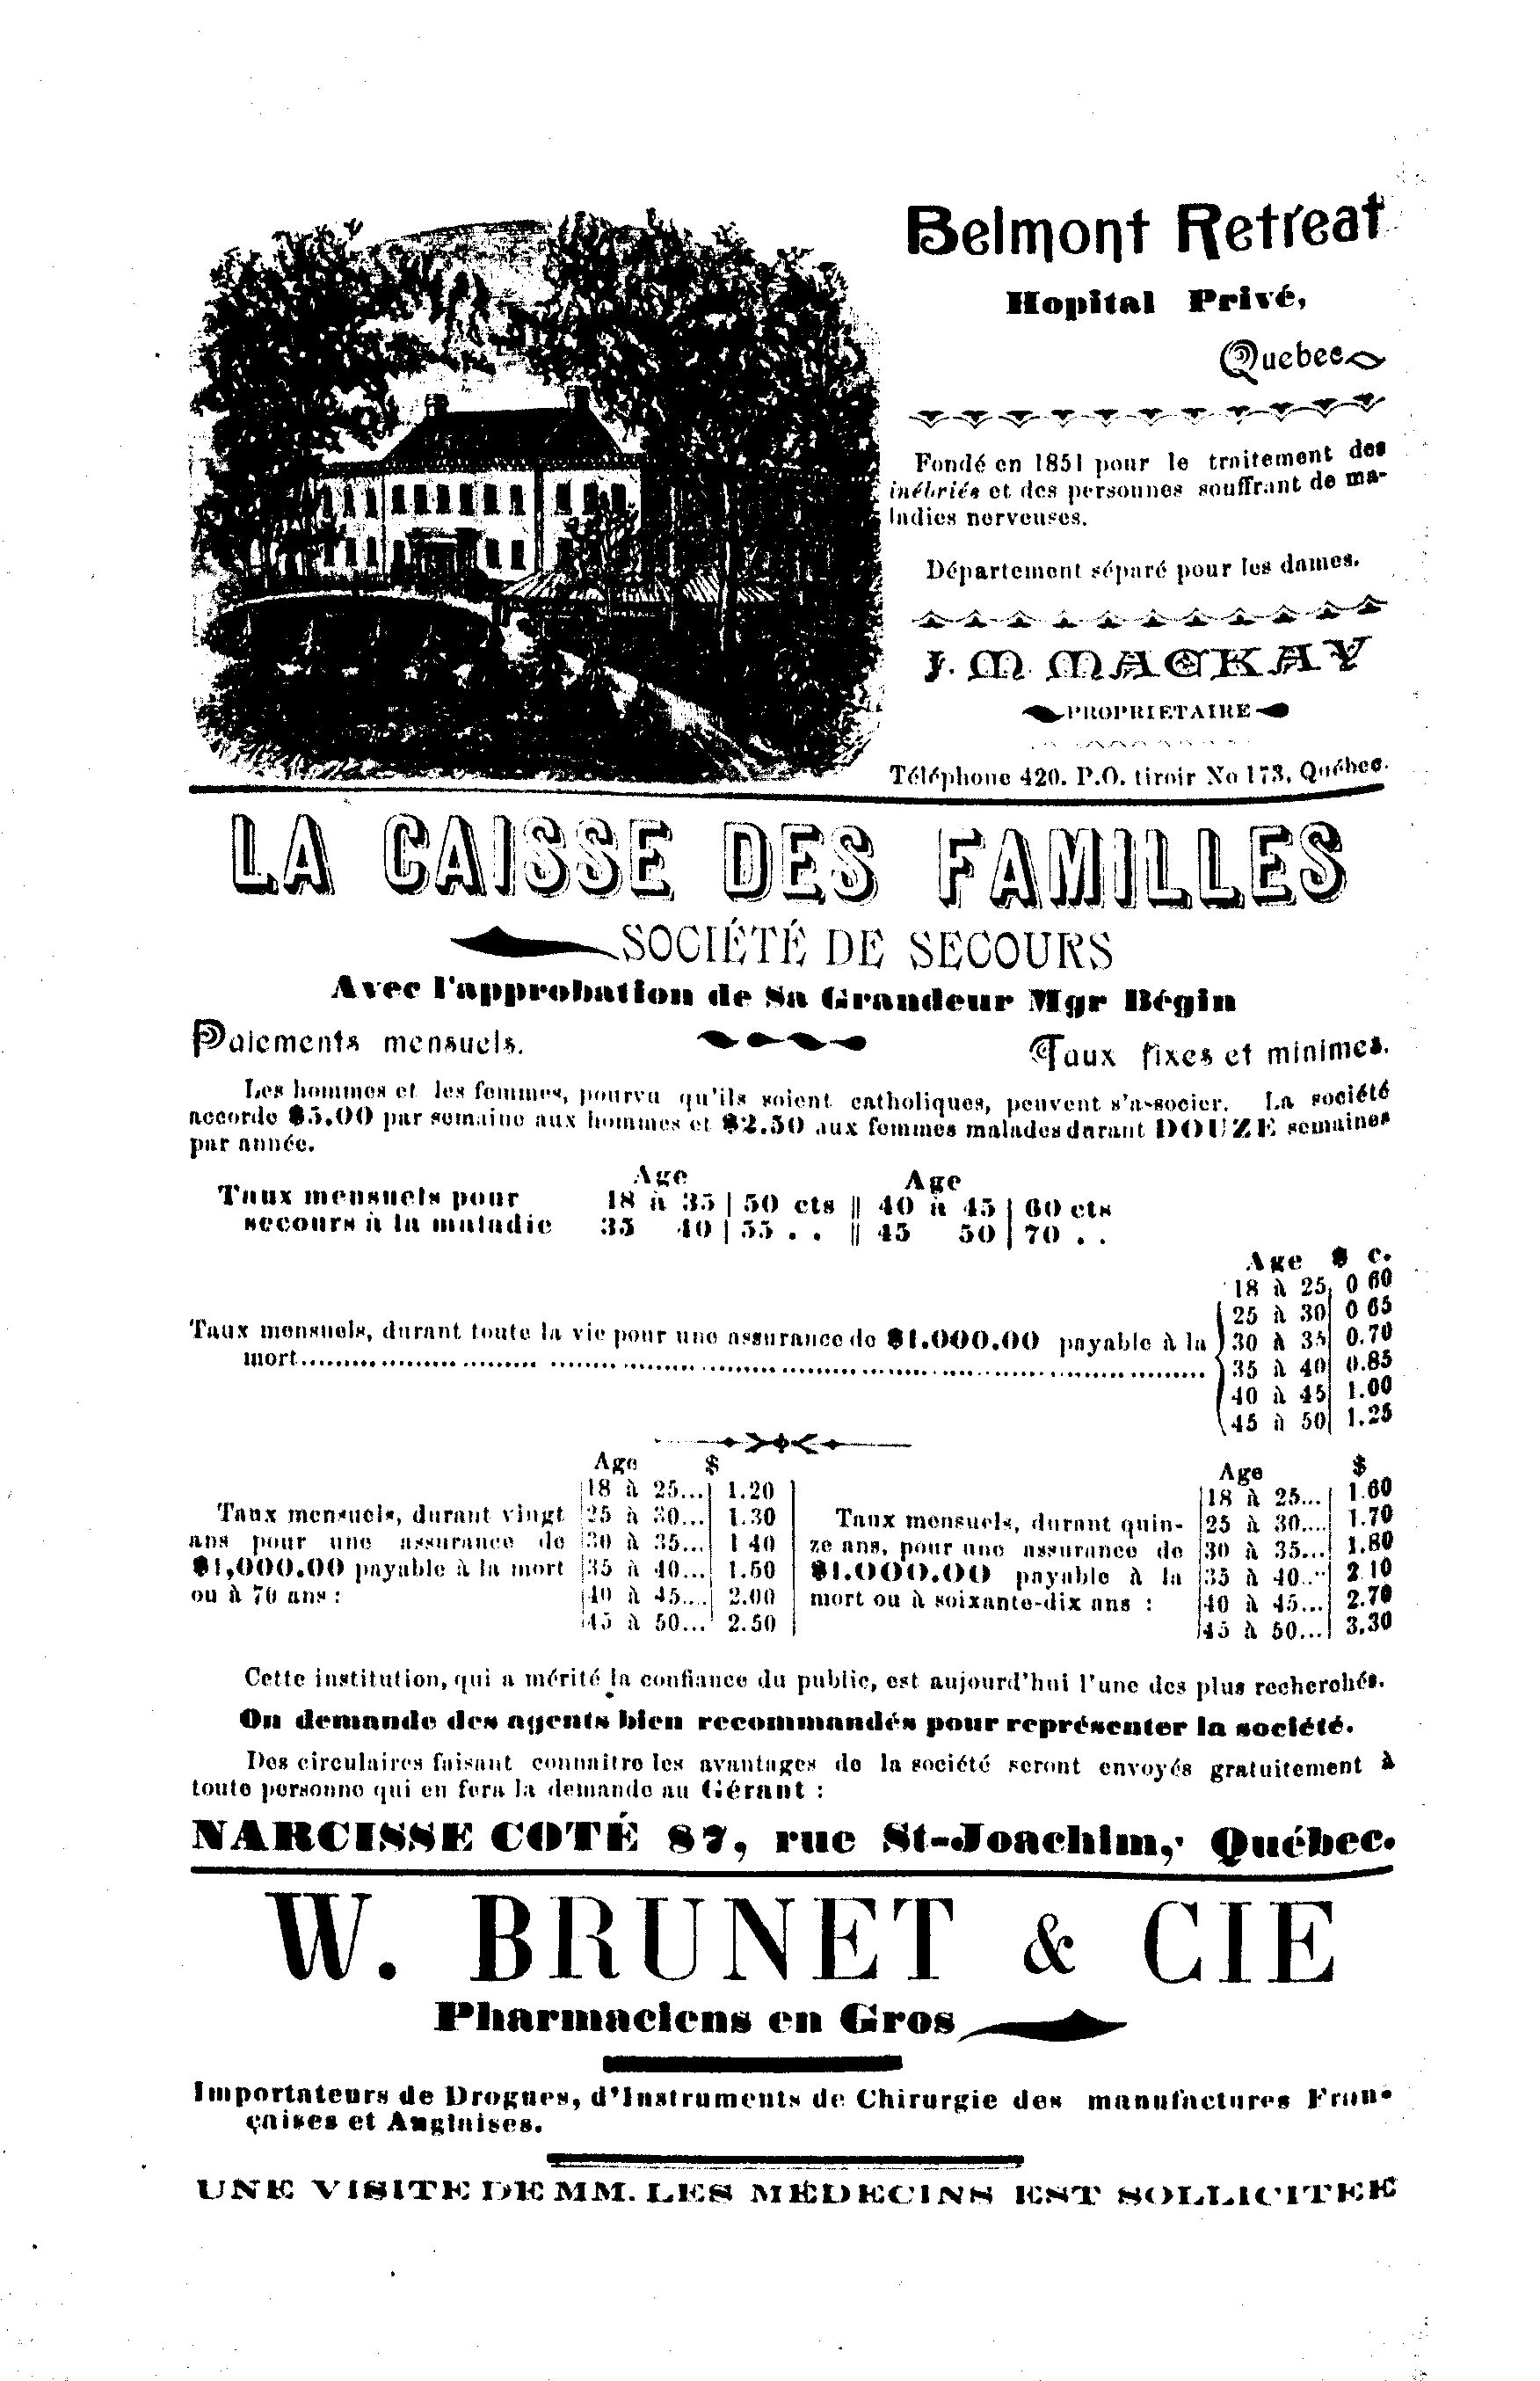 Belmont Retreat
Hopital Privé,
Quebec
Fondé en 1851 pour le traitement des
inébriés et des personnes souffrant de ma-
ladies nerveuses.
Département séparé pour les dames.
J. M. MACKAY
PROPRIETAIRE
Téléphone 420. P.O. tiroir No 173, Québec.
LA CAISSE DES FAMILLES
SOCIÉTÉ DE SECOURS
Avec l'approbation de Sa Grandeur Mgr Bégin
Paiements mensuels. Taux fixes et minimes.
Les hommes et les femmes, pourvu qu'ils soient catholiques, peuvent s'associer. La société
accorde $5.00 par semaine aux hommes et $2.50 aux femmes malades durant DOUZE semaines
par année.
Age Age
Taux mensuels pour 18 à 35 | 50 cts || 40 à 45 | 60 cts
secours à la maladie 35 40 | 55 . . || 45 50 | 70 . .
Age $ c.
18 à 25 0 60
25 à 30 0 65
Taux mensuels, durant toute la vie pour une assurance de $1.000.00 payable à la 30 à 35 0.70
mort 35 à 40 0.85
40 à 45 1.00
45 à 50 1.25
Age $
18 à 25... 1.20
Taux mensuels, durant vingt 25 à 30... 1.30
ans pour une assurance de 30 à 35... 1 40
$1,000.00 payable à la mort 35 à 40... 1.50
ou à 70 ans : 40 à 45.... 2.00
45 à 50... 2.50
Age $
18 à 25... 1.60
Taux mensuels, durant quin- 25 à 30.... 1.70
ze ans, pour une assurance de 30 à 35... 1.80
$1.000.00 payable à la 35 à 40... 2 10
mort ou à soixante-dix ans : 40 à 45... 2.70
45 à 50... 3.30
Cette institution, qui a mérité la confiance du public, est aujourd'hui l'une des plus recherchés.
On demande des agents bien recommandés pour représenter la société.
Des circulaires faisant connaitre les avantages de la société seront envoyés gratuitement à
toute personne qui en fera la demande au Gérant :
NARCISSE COTÉ 87, rue St-Joachim, Québec.
W. BRUNET & CIE
Pharmaciens en Gros
Importateurs de Drogues, d'Instruments de Chirurgie des manufactures Fran-
çaises et Anglaises.
UNE VISITE DE MM. LES MÉDECINS EST SOLLICITEE